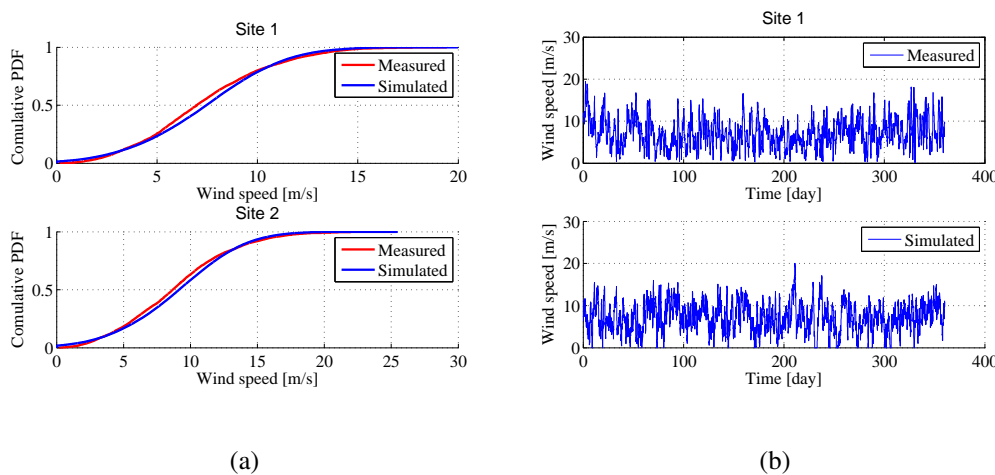 Site 1
Comulative PDF
1
0.5
0
Measured
Simulated
0 5 10 15 20
Wind speed [m/s]
Site 2
Comulative PDF
1
0.5
0
Measured
Simulated
0 5 10 15 20 25 30
Wind speed [m/s]
(a)
Site 1
Wind speed [m/s]
30
20
10
0
Measured
0 100 200 300 400
Time [day]
Wind speed [m/s]
30
20
10
0
Simulated
0 100 200 300 400
Time [day]
(b)